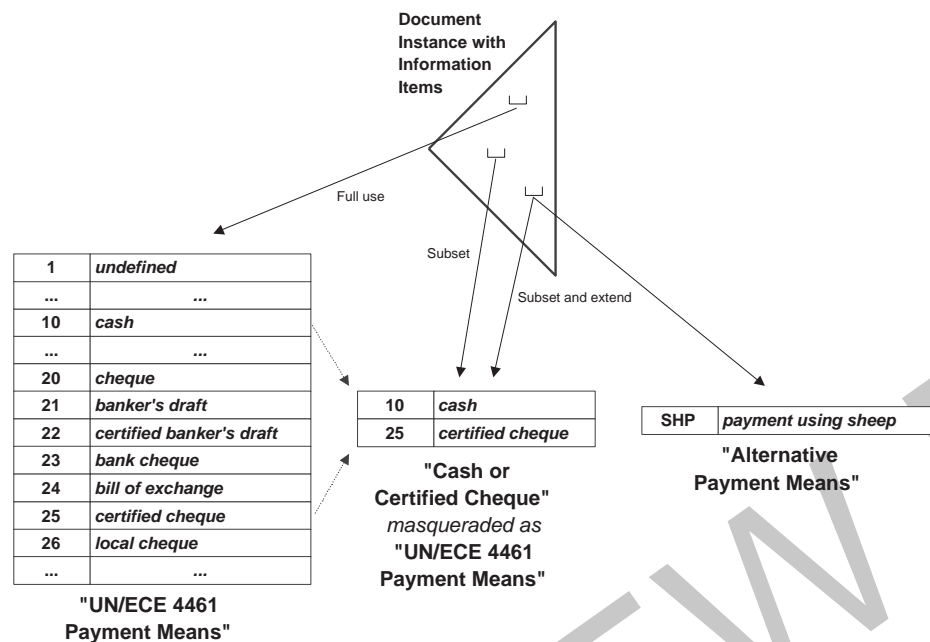 Document
Instance with
Information
Items
Full use
Subset
Subset and extend
1 undefined
... ...
10 cash
... ...
20 cheque
21 banker's draft
22 certified banker's draft
23 bank cheque
24 bill of exchange
25 certified cheque
26 local cheque
... ...
"UN/ECE 4461
Payment Means"
10 cash
25 certified cheque
"Cash or
Certified Cheque"
masqueraded as
"UN/ECE 4461
Payment Means"
SHP payment using sheep
"Alternative
Payment Means"